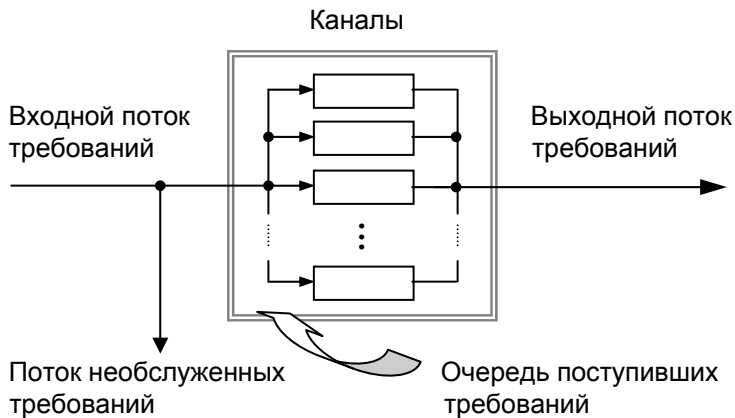 Каналы
Входной поток
требований
Выходной поток
требований
Поток необслуженных
требований
Очередь поступивших
требований